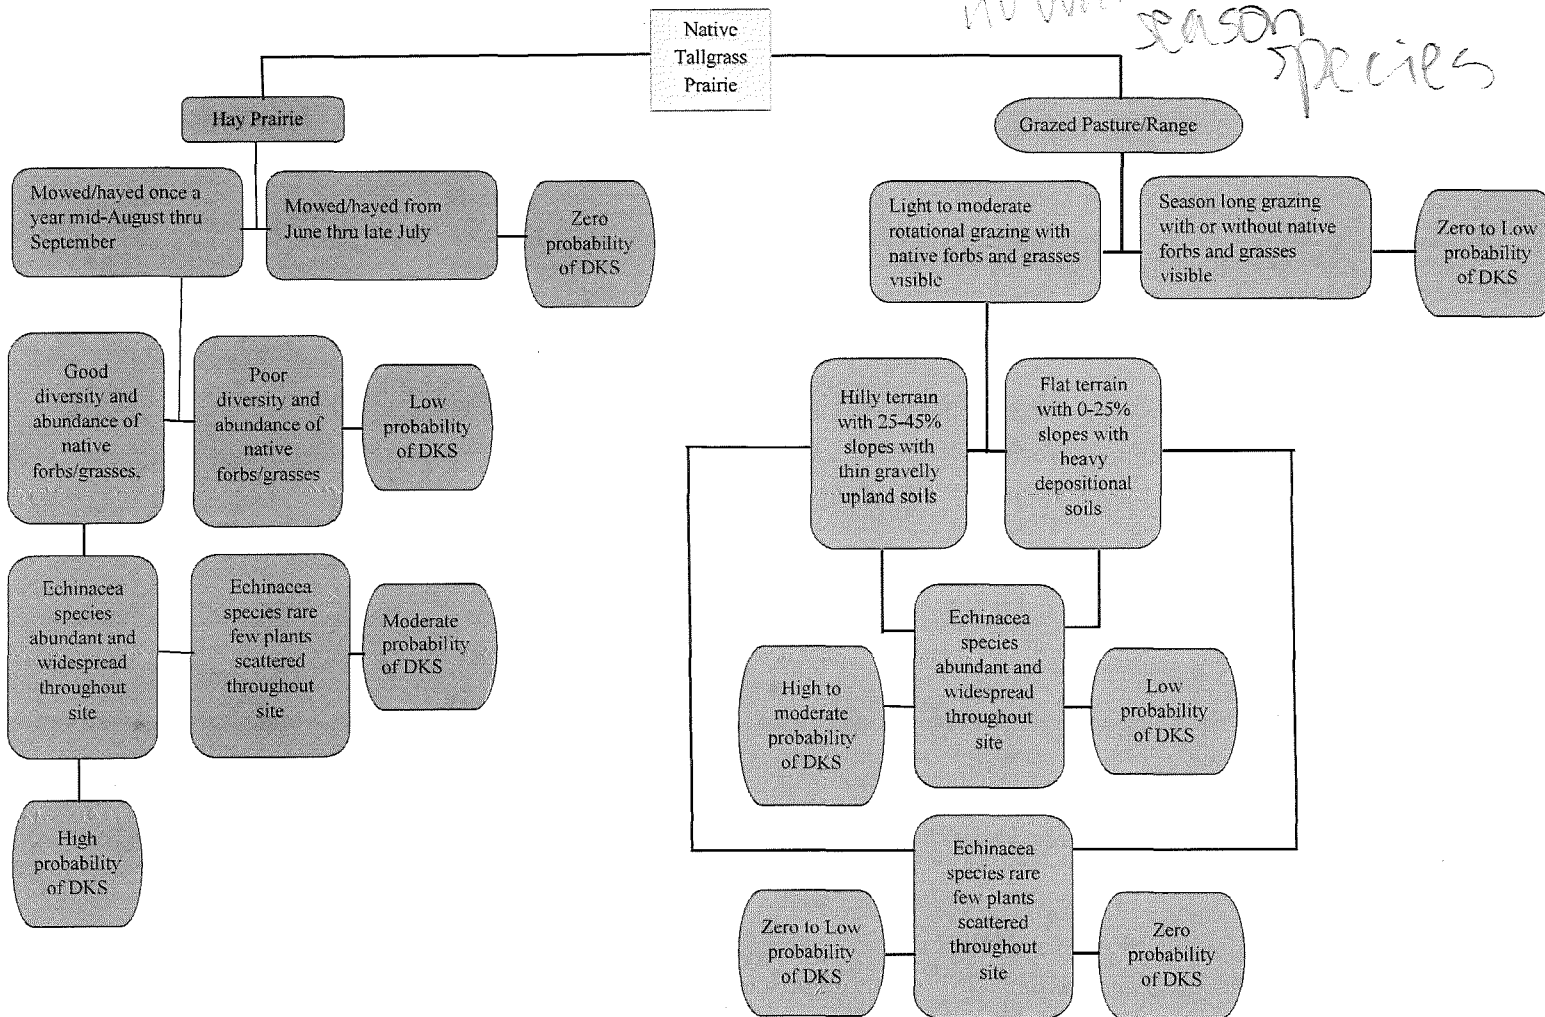 season
species
Native
Tallgrass
Prairie
Hay Prairie
Grazed Pasture/Range
Mowed/hayed once a
year mid-August thru
September
Mowed/hayed from
June thru late July
Zero
probability
of DKS
Light to moderate
rotational grazing with
native forbs and grasses
visible
Season long grazing
with or without native
forbs and grasses
visible
Zero to Low
probability
of DKS
Good
diversity and
abundance of
native
forbs/grasses.
Poor
diversity and
abundance of
native
forbs/grasses
Low
probability
of DKS
Hilly terrain
with 25-45%
slopes with
thin gravelly
upland soils
Flat terrain
with 0-25%
slopes with
heavy
depositional
soils
Echinacea
species
abundant and
widespread
throughout
site
Echinacea
species rare
few plants
scattered
throughout
site
Moderate
probability
of DKS
Echinacea
species
abundant and
widespread
throughout
site
High to
moderate
probability
of DKS
Low
probability
of DKS
High
probability
of DKS
Echinacea
species rare
few plants
scattered
throughout
site
Zero to Low
probability
of DKS
Zero
probability
of DKS